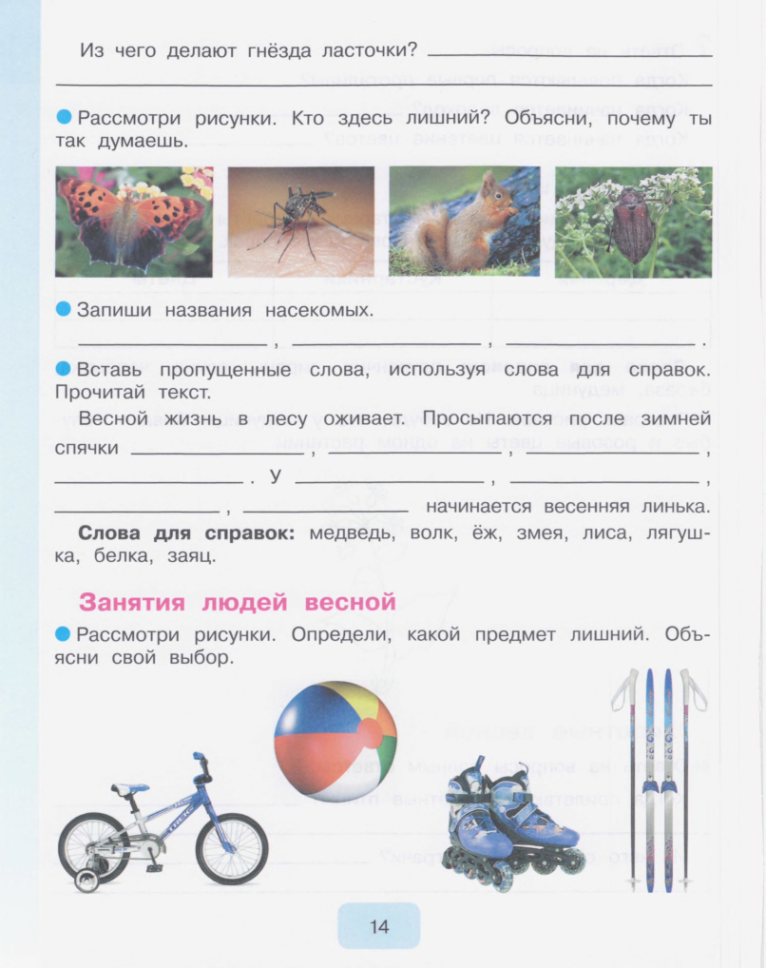 Из чего делают гнёзда ласточки?
Рассмотри рисунки. Кто здесь лишний? Объясни, почему ты
так думаешь.
Запиши названия насекомых.
Вставь пропущенные слова, используя слова для справок.
Прочитай текст.
Весной жизнь в лесу оживает. Просыпаются после зимней
спячки , , ,
. У , ,
, начинается весенняя линька.
Слова для справок: медведь, волк, ёж, змея, лиса, лягуш-
ка, белка, заяц.
Занятия людей весной
Рассмотри рисунки. Определи, какой предмет лишний. Объ-
ясни свой выбор.
14